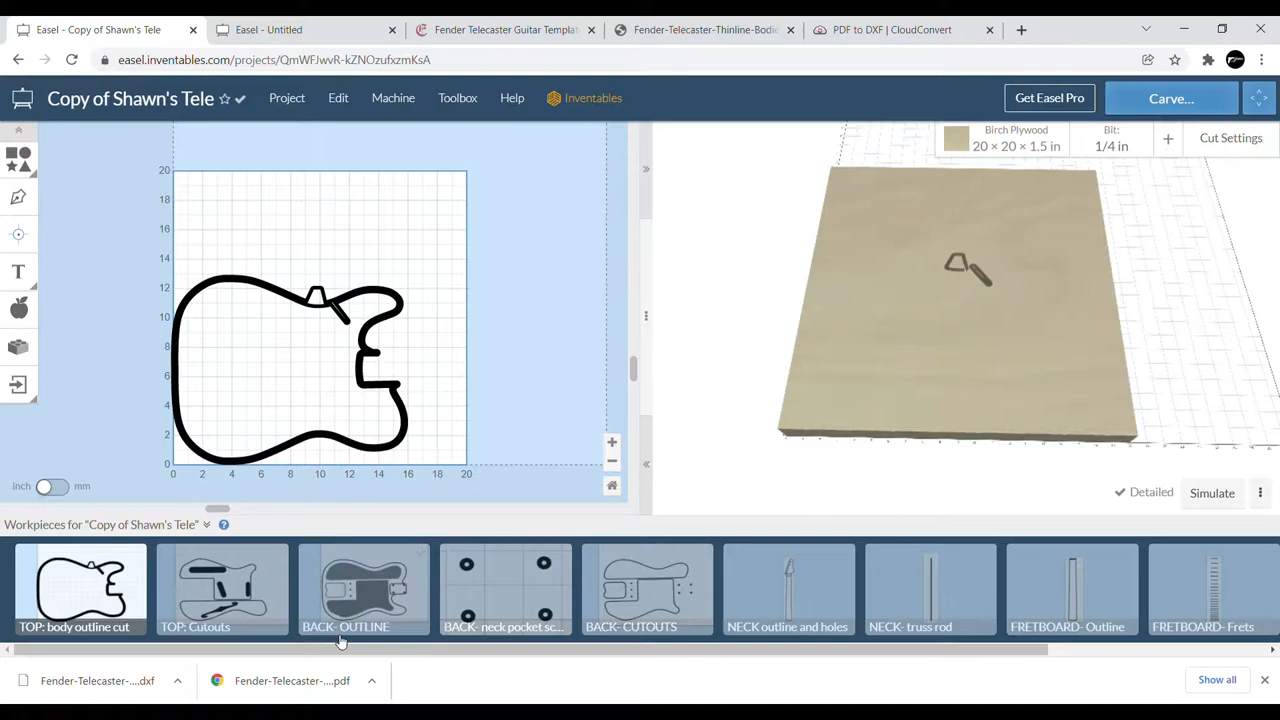 Easel - Copy of Shawn's Tele
Easel - Untitled
Fender Telecaster Guitar Templat
Fender-Telecaster-Thinline-Bodie
PDF to DXF | CloudConvert
easel.inventables.com/projects/QmWFJwvR-kZNOzufxzmKsA
Copy of Shawn's Tele
Project
Edit
Machine
Toolbox
Help
Inventables
Get Easel Pro
Carve...
Birch Plywood
20 × 20 × 1.5 in
Bit:
1/4 in
Cut Settings
20
18
16
14
12
10
8
6
4
2
0
0 2 4 6 8 10 12 14 16 18 20
inch
mm
Detailed
Simulate
Workpieces for "Copy of Shawn's Tele"
TOP: body outline cut
TOP: Cutouts
BACK- OUTLINE
BACK- neck pocket sc...
BACK- CUTOUTS
NECK outline and holes
NECK- truss rod
FRETBOARD- Outline
FRETBOARD- Frets
Fender-Telecaster-....dxf
Fender-Telecaster-....pdf
Show all